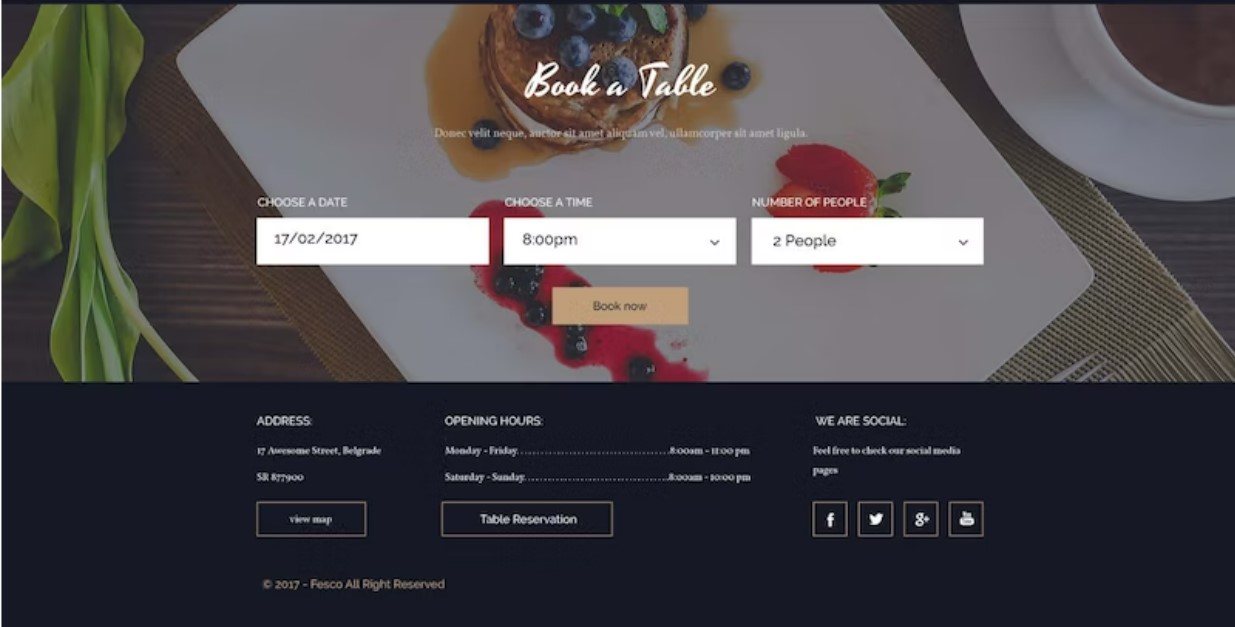 Book a Table
Donec velit neque, auctor sit amet aliquam vel, ullamcorper sit amet ligula.
CHOOSE A DATE
CHOOSE A TIME
NUMBER OF PEOPLE
17/02/2017
8:00pm
2 People
Book now
ADDRESS:
17 Awesome Street, Belgrade
SR 877900
view map
OPENING HOURS:
Monday - Friday......................................8:00am - 11:00 pm
Saturday - Sunday....................................8:00am - 10:00 pm
Table Reservation
WE ARE SOCIAL:
Feel free to check our social media
pages
f
g+
You Tube
© 2017 - Fesco All Right Reserved